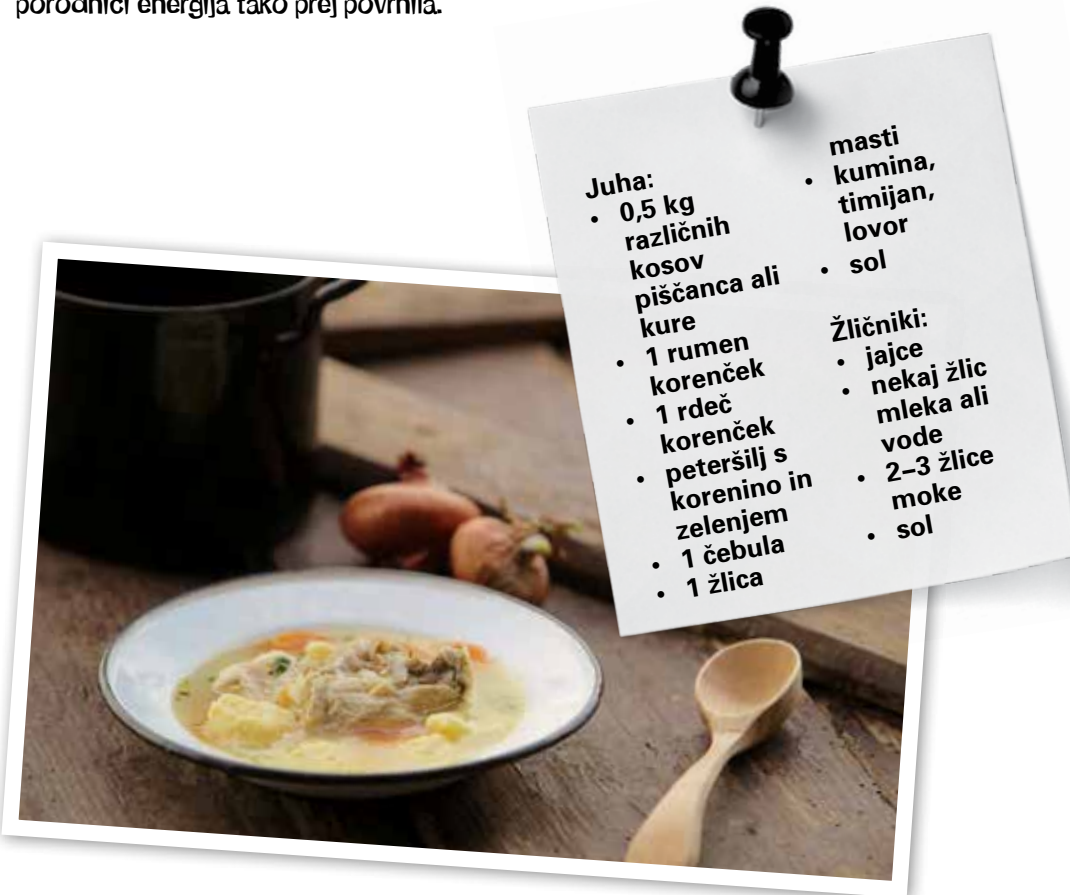 porodnici energija tako prej povrnila.
Juha:
• 0,5 kg
različnih
kosov
piščanca ali
kure
• 1 rumen
korenček
• 1 rdeč
korenček
• peteršilj s
korenino in
zelenjem
• 1 čebula
• 1 žlica
masti
• kumina,
timijan,
lovor
• sol
Žličniki:
• jajce
• nekaj žlic
mleka ali
vode
• 2–3 žlice
moke
• sol